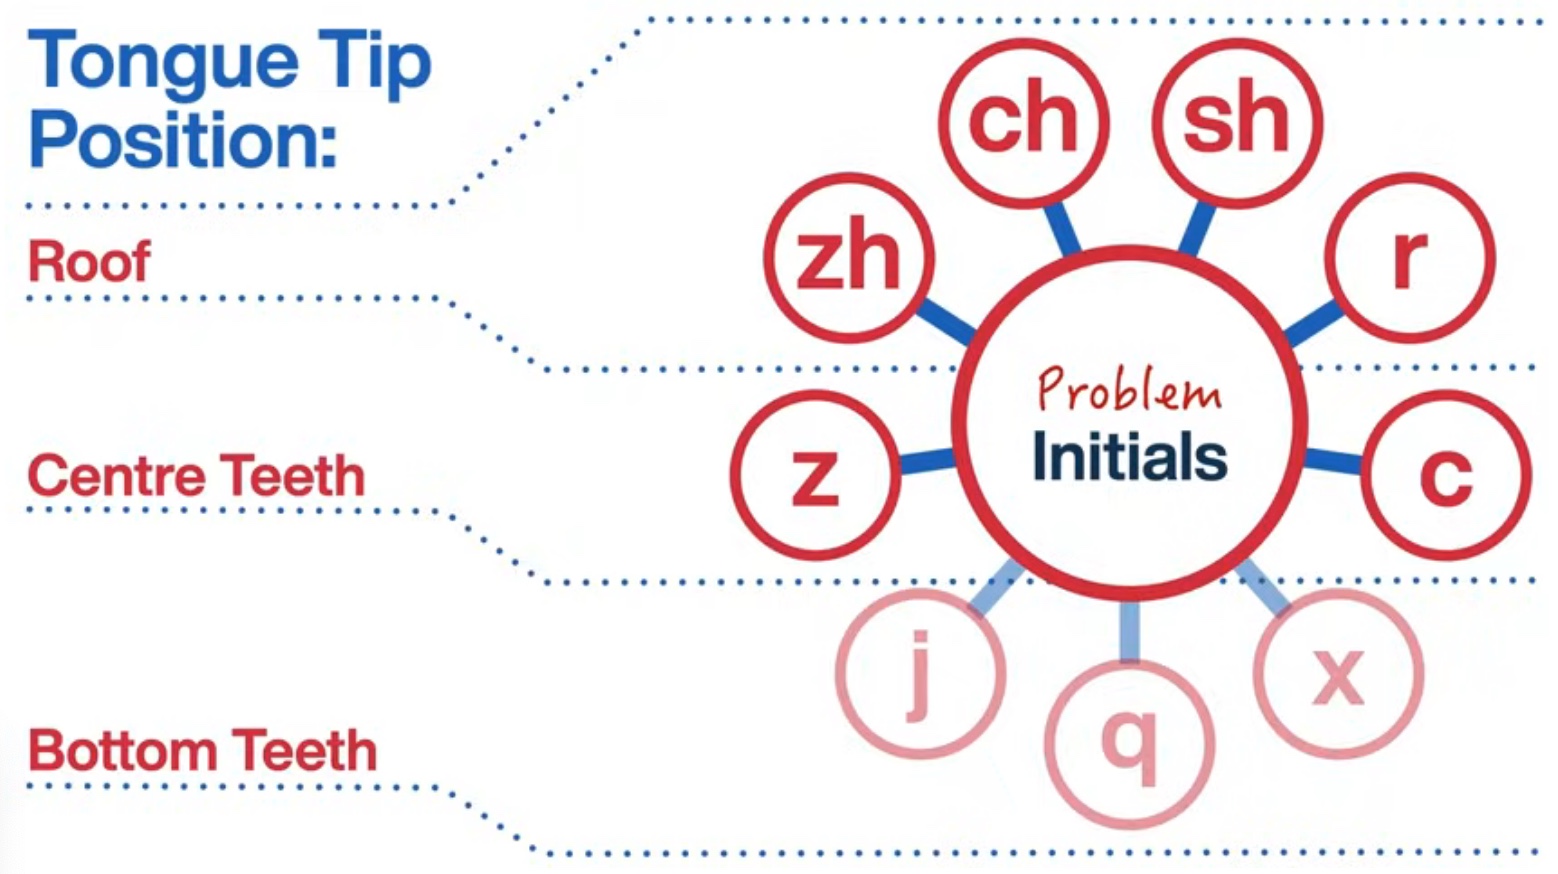 Tongue Tip
Position:
ch
sh
zh
r
Roof
Problem
Initials
z
c
Centre Teeth
j
q
x
Bottom Teeth